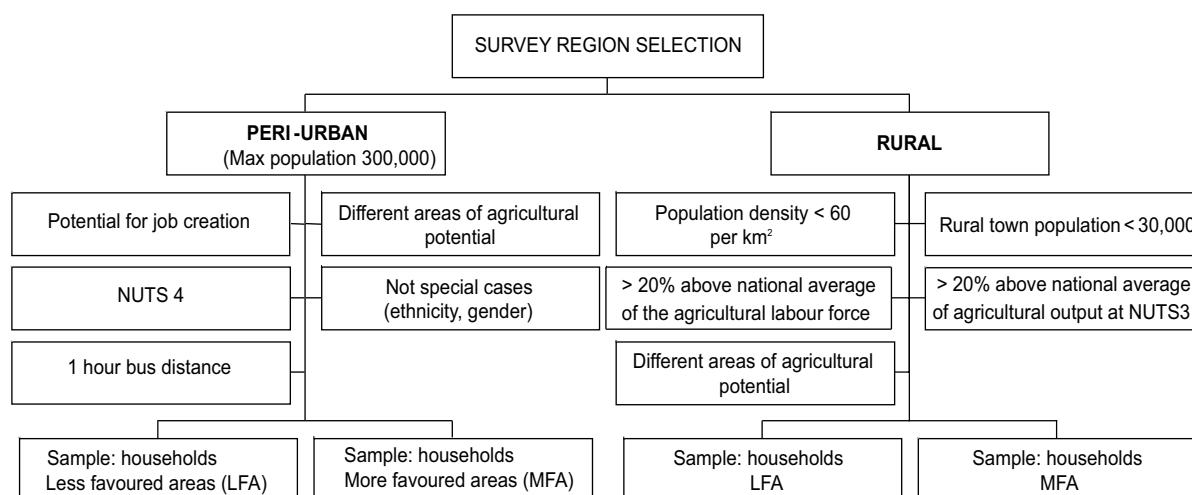 SURVEY REGION SELECTION
PERI-URBAN
(Max population 300,000)
RURAL
Potential for job creation
Different areas of agricultural
potential
Population density < 60
per km²
Rural town population < 30,000
NUTS 4
Not special cases
(ethnicity, gender)
> 20% above national average
of the agricultural labour force
> 20% above national average
of agricultural output at NUTS3
1 hour bus distance
Different areas of agricultural
potential
Sample: households
Less favoured areas (LFA)
Sample: households
More favoured areas (MFA)
Sample: households
LFA
Sample: households
MFA